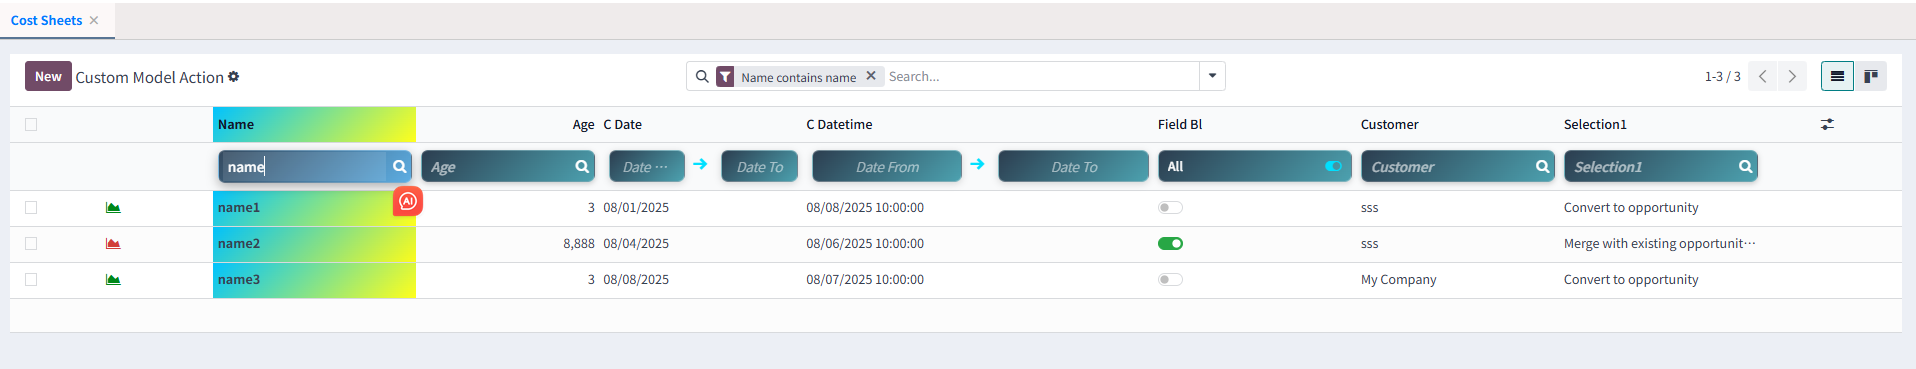 Cost Sheets
New Custom Model Action Name contains name Search... 1-3 / 3
Name Age C Date C Datetime Field Bl Customer Selection1
name Age Date ··· Date To Date From Date To All Customer Selection1
AI
name1 3 08/01/2025 08/08/2025 10:00:00 sss Convert to opportunity
name2 8,888 08/04/2025 08/06/2025 10:00:00 sss Merge with existing opportunit···
name3 3 08/08/2025 08/07/2025 10:00:00 My Company Convert to opportunity